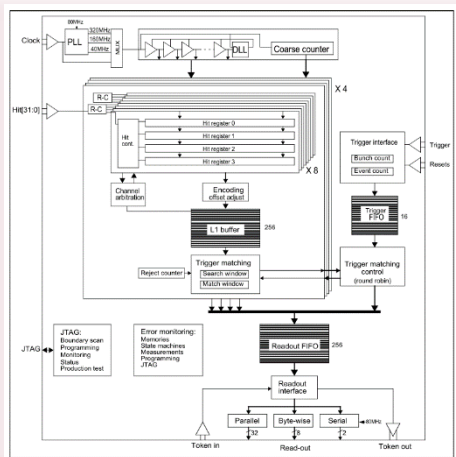 80MHz
Clock
PLL
320MHz
160MHz
40MHz
MUX
DLL
Coarse counter
X 4
Hit[31:0]
R-C
R-C
Hit cont.
Hit register 0
Hit register 1
Hit register 2
Hit register 3
X 8
Trigger interface
Bunch count
Event count
Trigger
Resets
Channel
arbitration
Encoding
offset adjust
L1 buffer
256
Trigger
FIFO
16
Reject counter
Trigger matching
Search window
Match window
Trigger matching
control
(round robin)
JTAG
JTAG:
Boundary scan
Programming
Monitoring
Status
Production test
Error monitoring:
Memories
State machines
Measurements
Programming
JTAG
Readout FIFO
256
Readout
interface
Parallel
Byte-wise
Serial
80MHz
32
8
2
Token in
Read-out
Token out